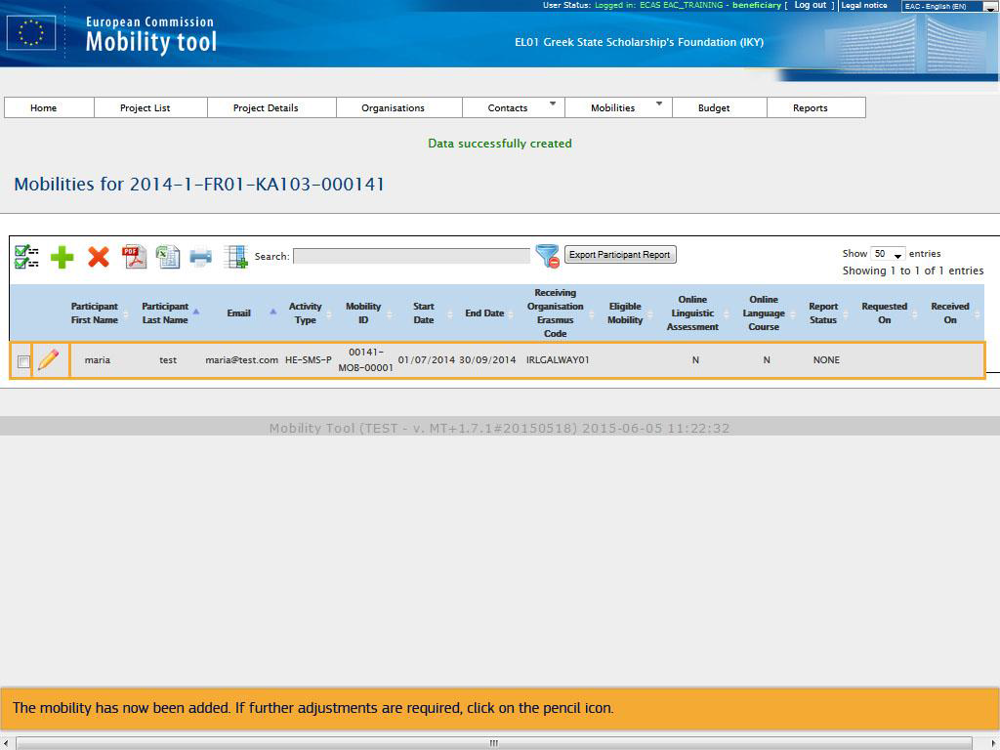 User Status: Logged in: ECAS EAC_TRAINING - beneficiary [ Log out ] Legal notice EAC - English (EN)
European Commission
Mobility tool
EL01 Greek State Scholarship's Foundation (IKY)
Home Project List Project Details Organisations Contacts Mobilities Budget Reports
Data successfully created
Mobilities for 2014-1-FR01-KA103-000141
Search: Export Participant Report Show 50 entries
Showing 1 to 1 of 1 entries
Participant First Name Participant Last Name Email Activity Type Mobility ID Start Date End Date Receiving Organisation Erasmus Code Eligible Mobility Online Linguistic Assessment Online Language Course Report Status Requested On Received On
maria test maria@test.com HE-SMS-P 00141-MOB-00001 01/07/2014 30/09/2014 IRLGALWAY01 N N NONE
Mobility Tool (TEST - v. MT+1.7.1#20150518) 2015-06-05 11:22:32
The mobility has now been added. If further adjustments are required, click on the pencil icon.